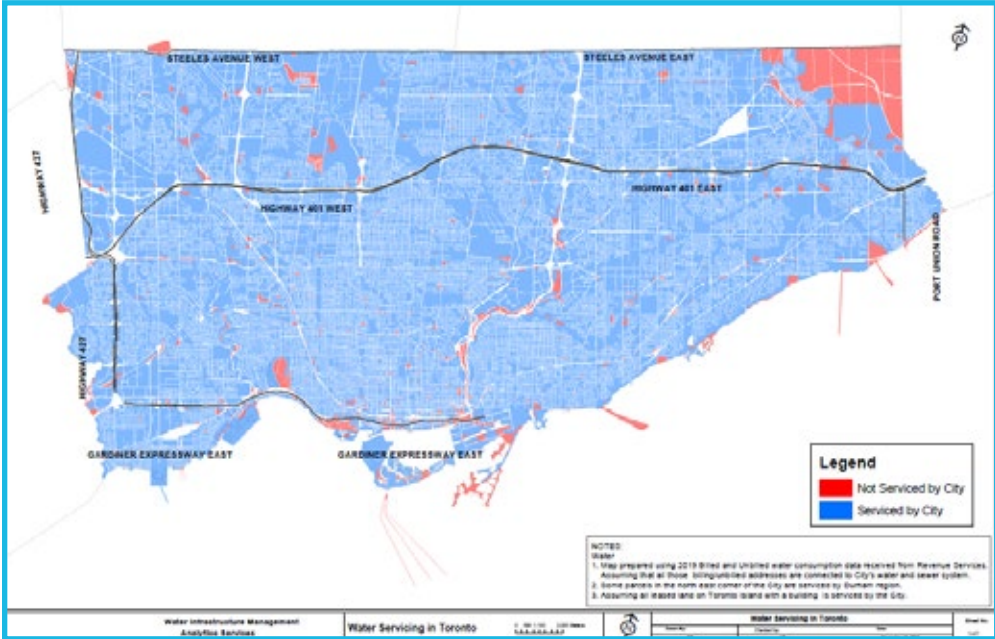 STEELES AVENUE WEST
STEELES AVENUE EAST
HIGHWAY 427
HIGHWAY 401 WEST
HIGHWAY 401 EAST
PORT UNION ROAD
HIGHWAY 427
GARDINER EXPRESSWAY EAST
GARDINER EXPRESSWAY EAST
Legend
Not Serviced by City
Serviced by City
NOTES:
Water
1. Map prepared using 2019 Billed and Unbilled water consumption data received from Revenue Services.
Assuming that all those billing/unbilled addresses are connected to City's water and sewer system.
2. Some parcels in the north east corner of the City are serviced by Durham region.
3. Assuming all leased land on Toronto Island with a building is serviced by the City.
Water Infrastructure Management
Analytics Services
Water Servicing in Toronto
Water Servicing in Toronto